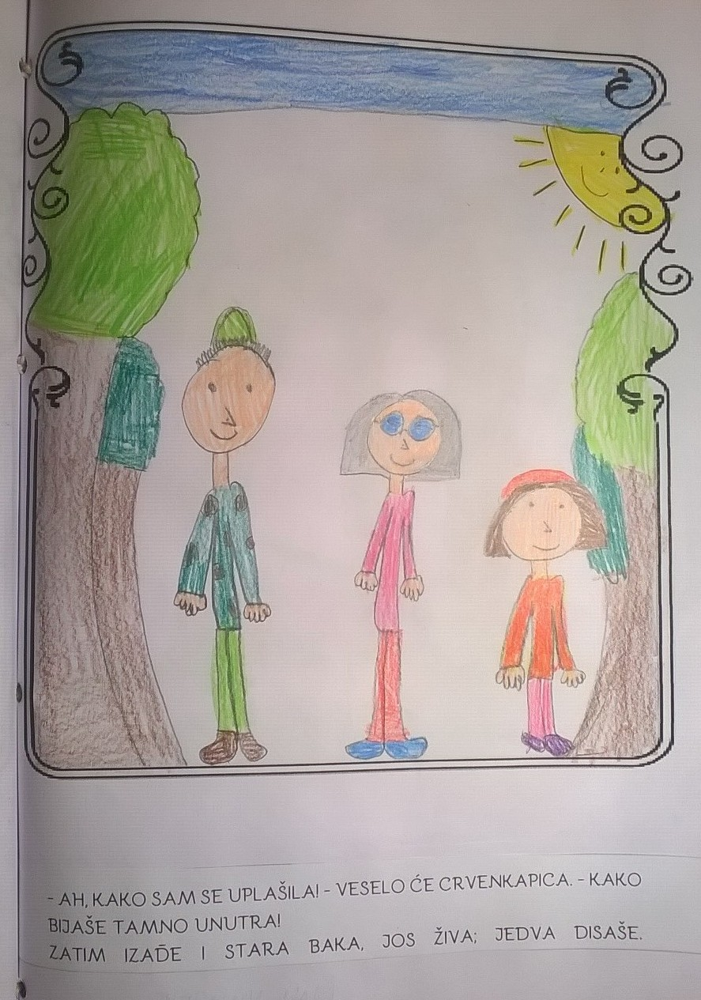 - AH, KAKO SAM SE UPLAŠILA! - VESELO ĆE CRVENKAPICA. - KAKO
BIJAŠE TAMNO UNUTRA!
ZATIM IZAĐE I STARA BAKA, JOS ŽIVA; JEDVA DISAŠE.